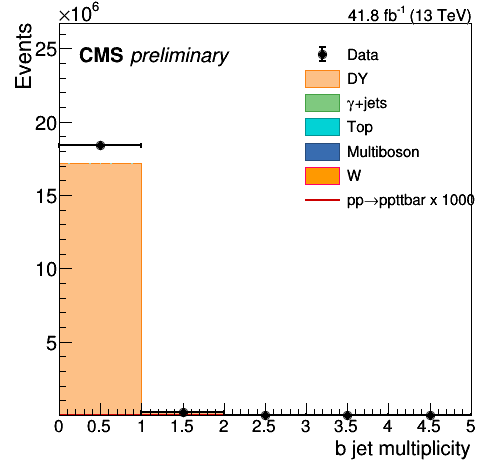 ×10⁶
41.8 fb⁻¹ (13 TeV)
Events
CMS preliminary
Data
DY
γ+jets
Top
Multiboson
W
pp→ppttbar x 1000
25
20
15
10
5
0 0.5 1 1.5 2 2.5 3 3.5 4 4.5 5
b jet multiplicity